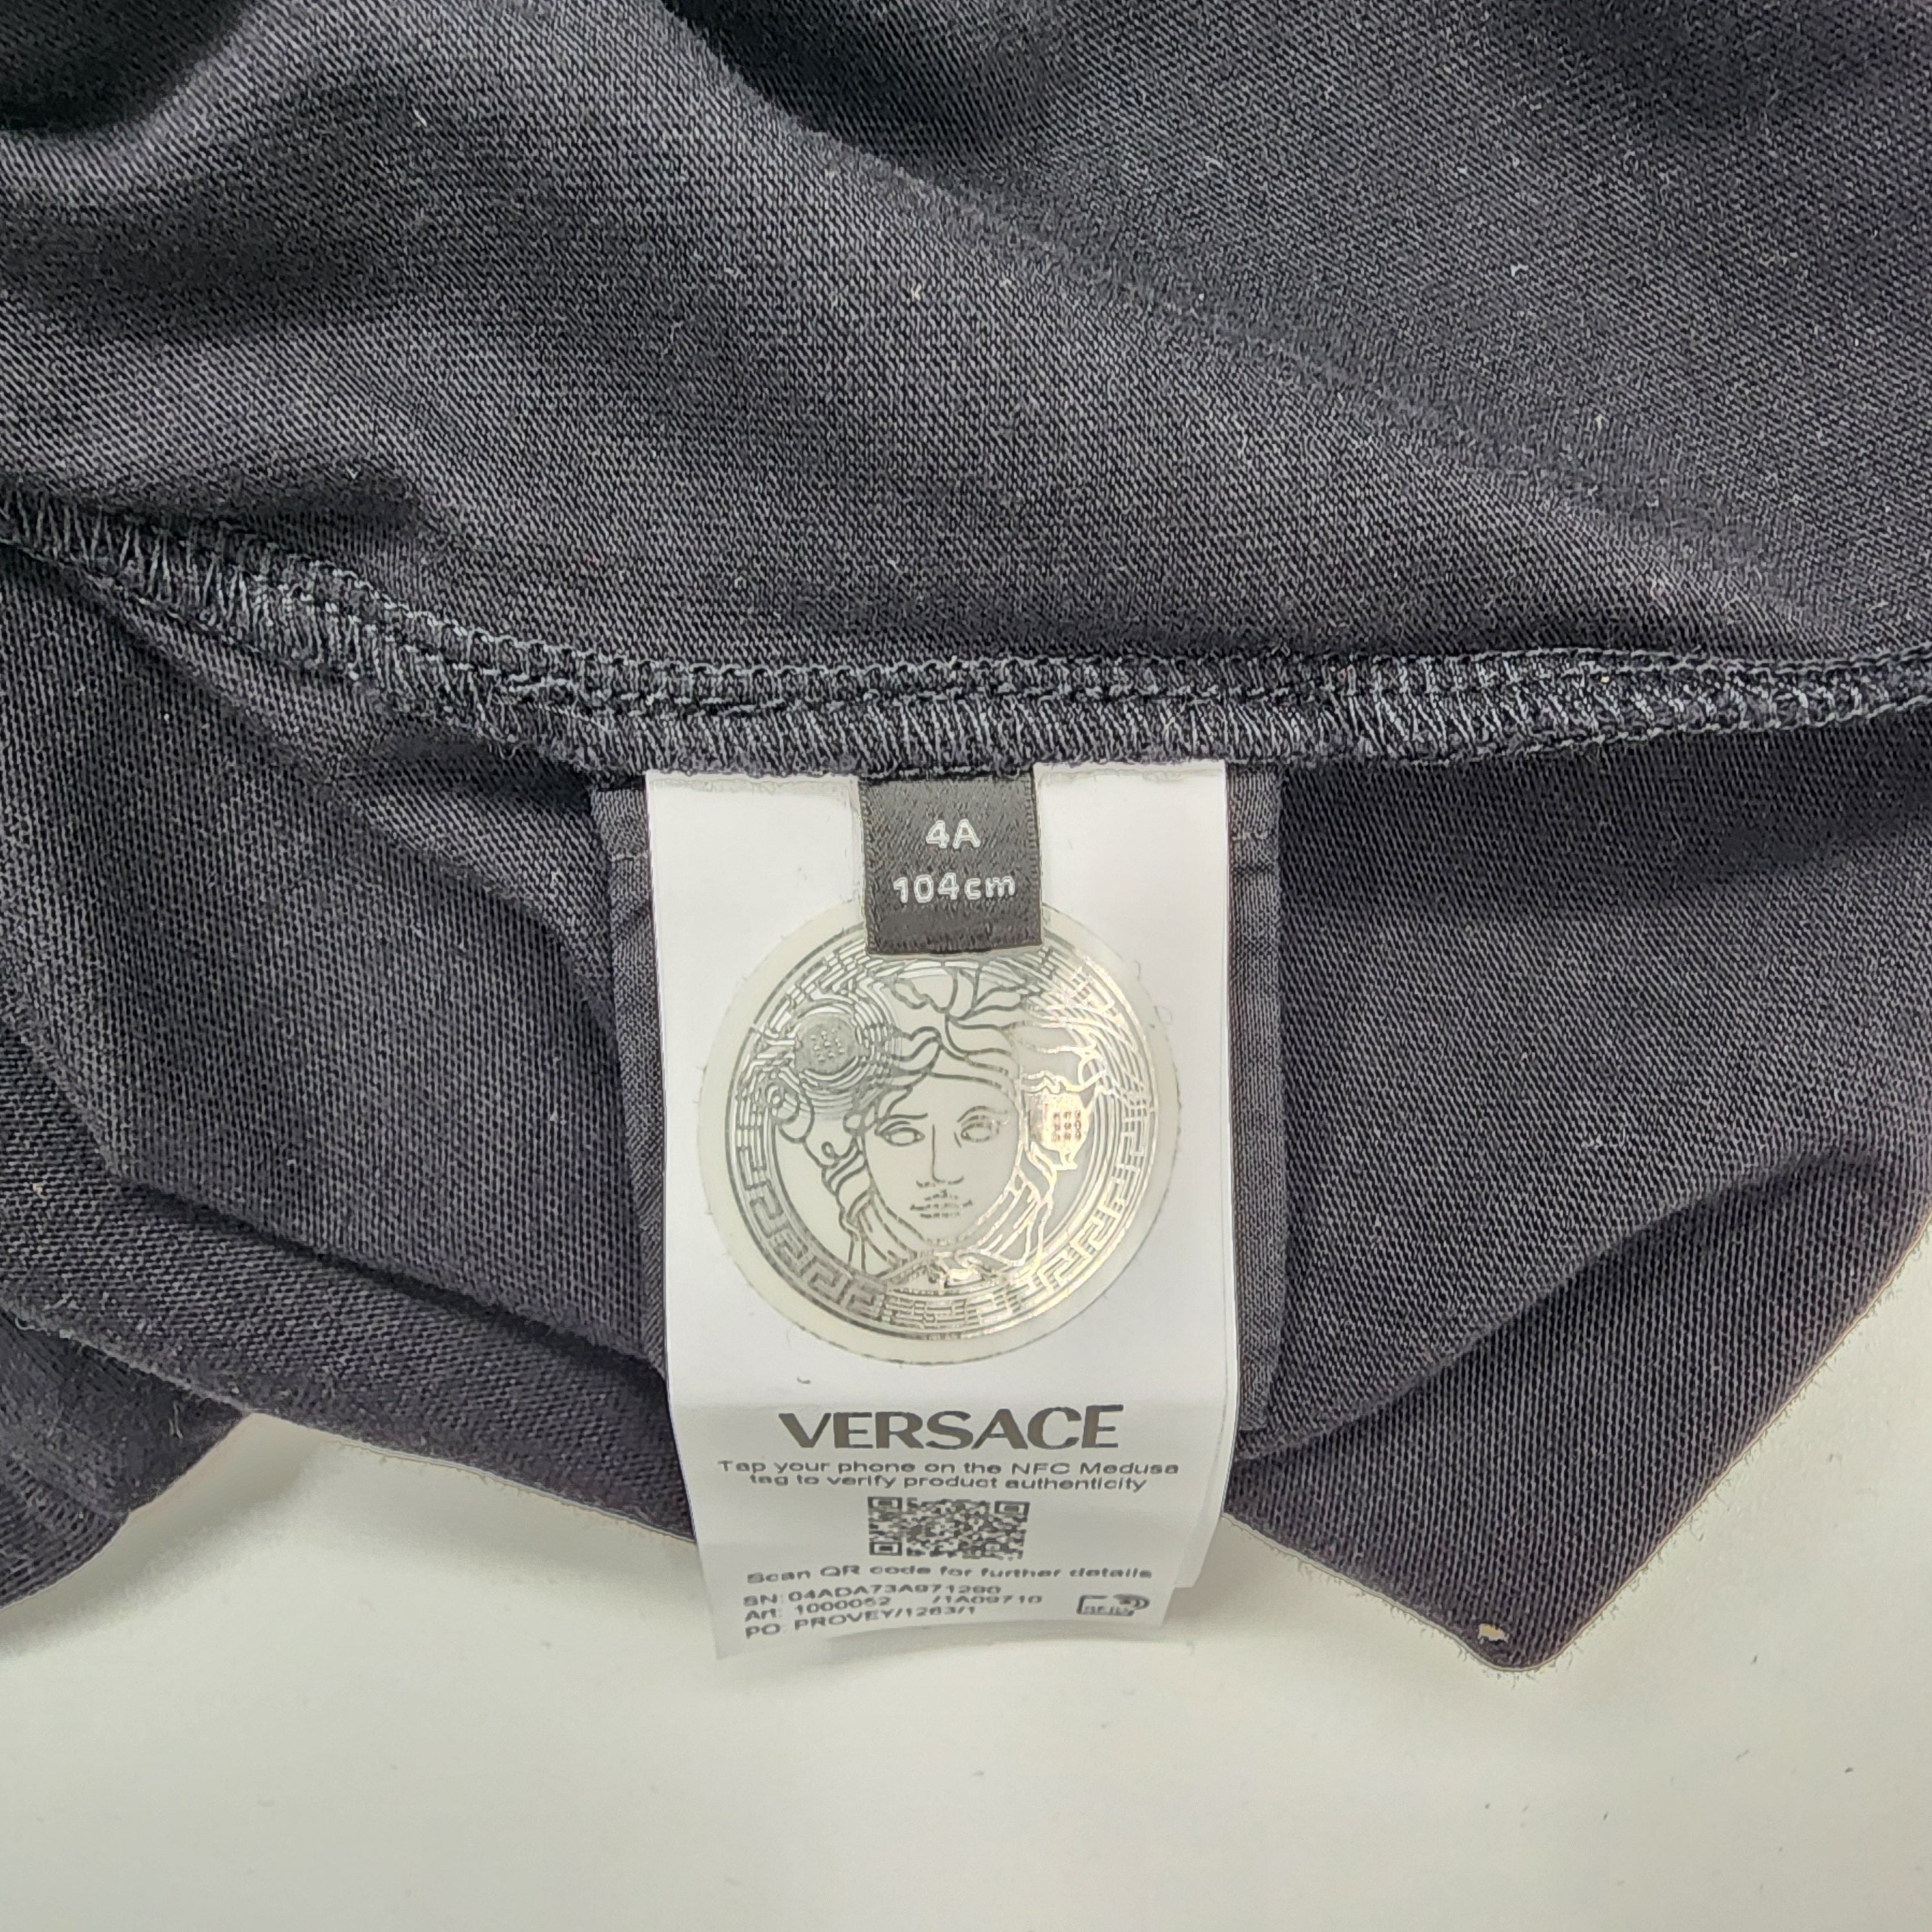 4A
104cm
VERSACE
Tap your phone on the NFC Medusa
tag to verify product authenticity
Scan QR code for further details
SN: 04ADA73A971290
Art: 1000052 /1A09710
PO: PROVEY/1263/1